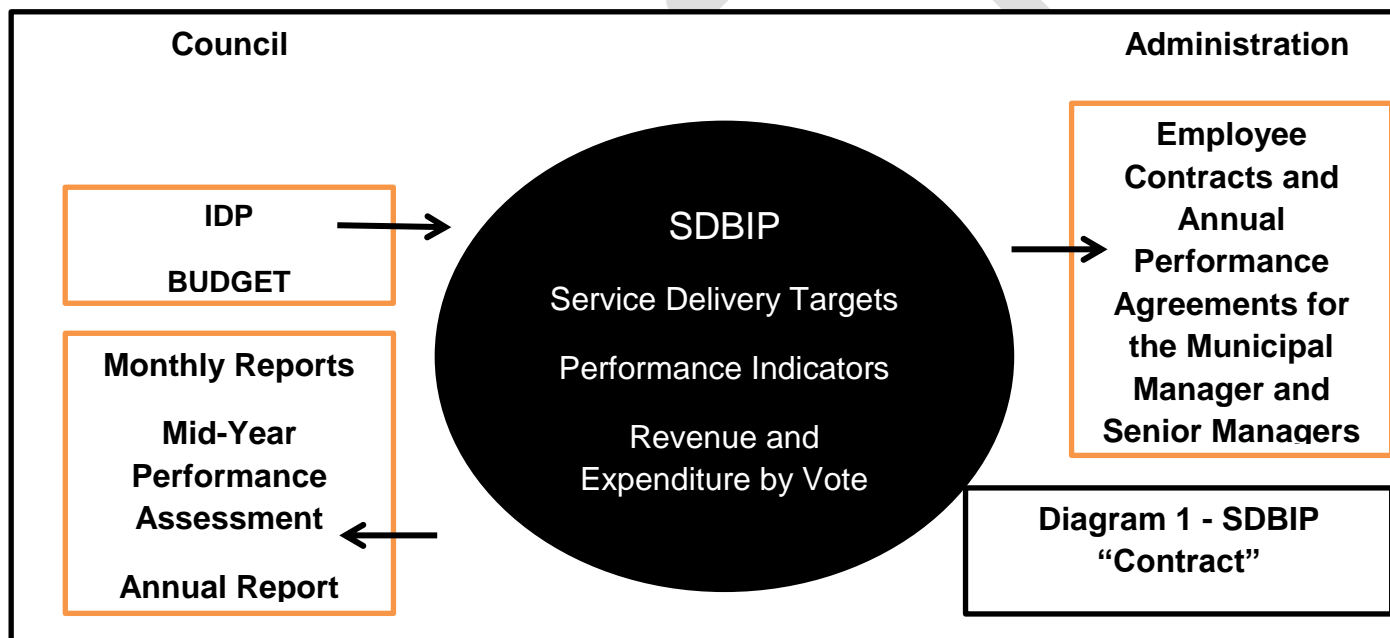 Council
Administration
IDP
BUDGET
Monthly Reports
Mid-Year
Performance
Assessment
Annual Report
SDBIP
Service Delivery Targets
Performance Indicators
Revenue and
Expenditure by Vote
Employee
Contracts and
Annual
Performance
Agreements for
the Municipal
Manager and
Senior Managers
Diagram 1 - SDBIP
“Contract”